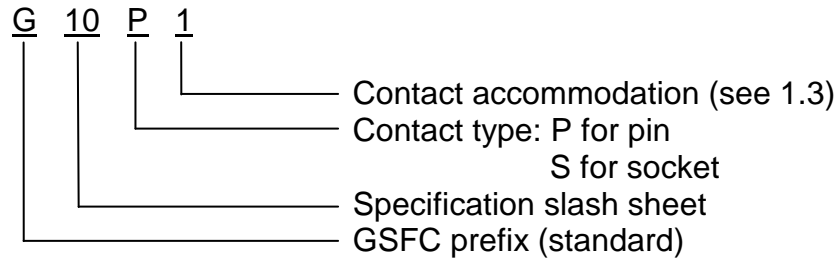 G 10 P 1
Contact accommodation (see 1.3)
Contact type: P for pin
S for socket
Specification slash sheet
GSFC prefix (standard)